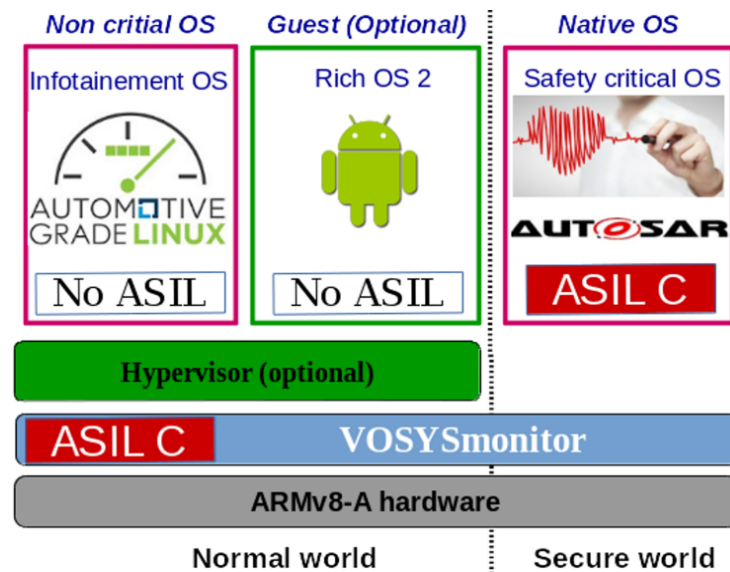 Non critial OS
Guest (Optional)
Native OS
Infotainement OS
Rich OS 2
Safety critical OS
AUTOMOTIVE
GRADE LINUX
AUTOSAR
No ASIL
No ASIL
ASIL C
Hypervisor (optional)
ASIL C
VOSYSmonitor
ARMv8-A hardware
Normal world
Secure world